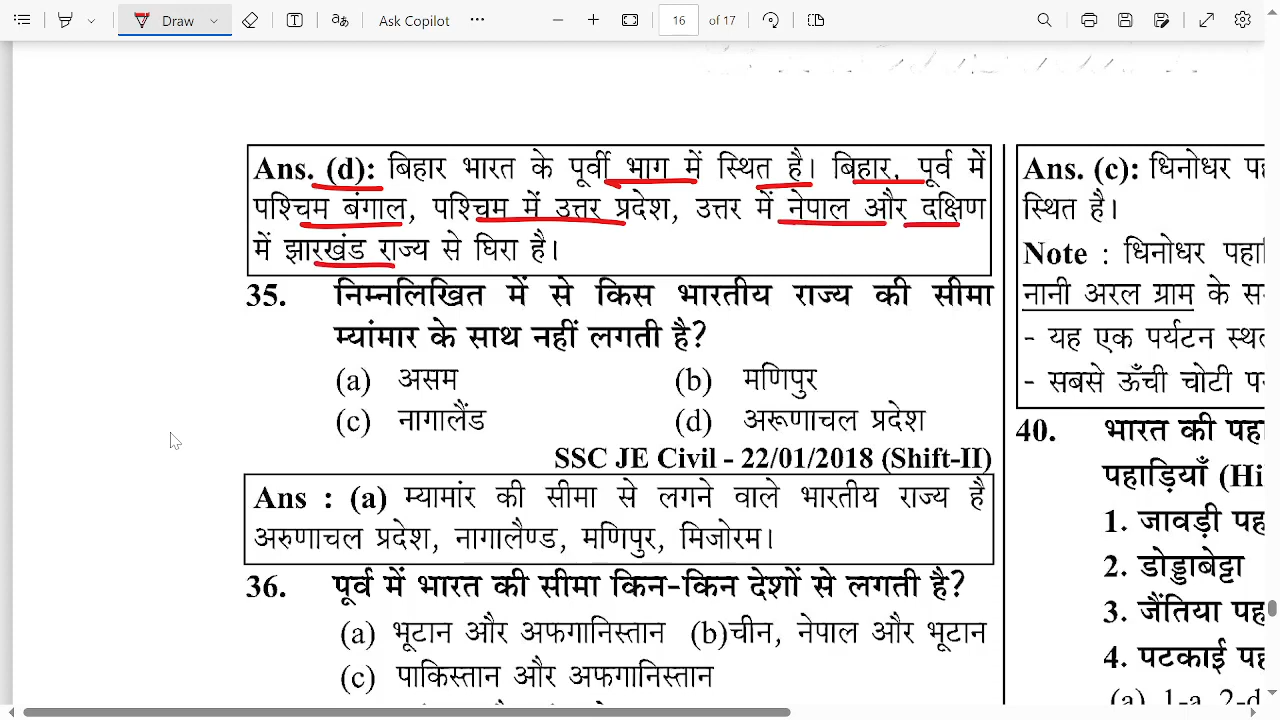 Draw
Ask Copilot
16 of 17
Ans. (d): बिहार भारत के पूर्वी भाग में स्थित है। बिहार, पूर्व में
पश्चिम बंगाल, पश्चिम में उत्तर प्रदेश, उत्तर में नेपाल और दक्षिण
में झारखंड राज्य से घिरा है।
35. निम्नलिखित में से किस भारतीय राज्य की सीमा
म्यांमार के साथ नहीं लगती है?
(a) असम (b) मणिपुर
(c) नागालैंड (d) अरूणाचल प्रदेश
SSC JE Civil - 22/01/2018 (Shift-II)
Ans : (a) म्यामांर की सीमा से लगने वाले भारतीय राज्य है
अरुणाचल प्रदेश, नागालैण्ड, मणिपुर, मिजोरम।
36. पूर्व में भारत की सीमा किन-किन देशों से लगती है?
(a) भूटान और अफगानिस्तान (b)चीन, नेपाल और भूटान
(c) पाकिस्तान और अफगानिस्तान
Ans. (c): धिनोधर
स्थित है।
Note : धिनोधर
नानी अरल ग्राम के
- यह एक पर्यटन
- सबसे ऊँची चोटी
40. भारत की
पहाड़ियाँ
1. जावड़ी
2. डोड्डाबेट्टा
3. जैंतिया
4. पटकाई
(a) 1-a, 2-d